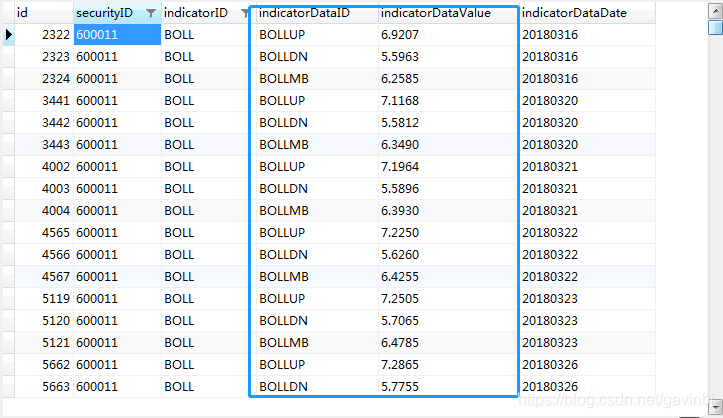 id securityID indicatorID indicatorDataID indicatorDataValue indicatorDataDate
2322 600011 BOLL BOLLUP 6.9207 20180316
2323 600011 BOLL BOLLDN 5.5963 20180316
2324 600011 BOLL BOLLMB 6.2585 20180316
3441 600011 BOLL BOLLUP 7.1168 20180320
3442 600011 BOLL BOLLDN 5.5812 20180320
3443 600011 BOLL BOLLMB 6.3490 20180320
4002 600011 BOLL BOLLUP 7.1964 20180321
4003 600011 BOLL BOLLDN 5.5896 20180321
4004 600011 BOLL BOLLMB 6.3930 20180321
4565 600011 BOLL BOLLUP 7.2250 20180322
4566 600011 BOLL BOLLDN 5.6260 20180322
4567 600011 BOLL BOLLMB 6.4255 20180322
5119 600011 BOLL BOLLUP 7.2505 20180323
5120 600011 BOLL BOLLDN 5.7065 20180323
5121 600011 BOLL BOLLMB 6.4785 20180323
5662 600011 BOLL BOLLUP 7.2865 20180326
5663 600011 BOLL BOLLDN 5.7755 20180326